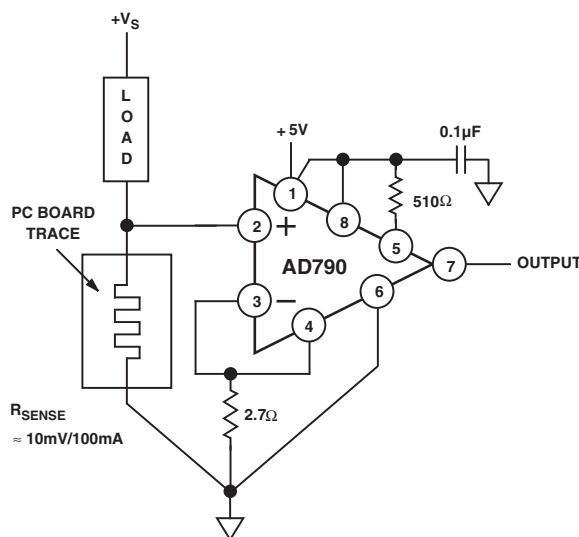 +VS
LOAD
+5V
0.1µF
PC BOARD
TRACE
1
8
510Ω
2
+
5
7
OUTPUT
AD790
3
−
6
4
RSENSE
≈ 10mV/100mA
2.7Ω